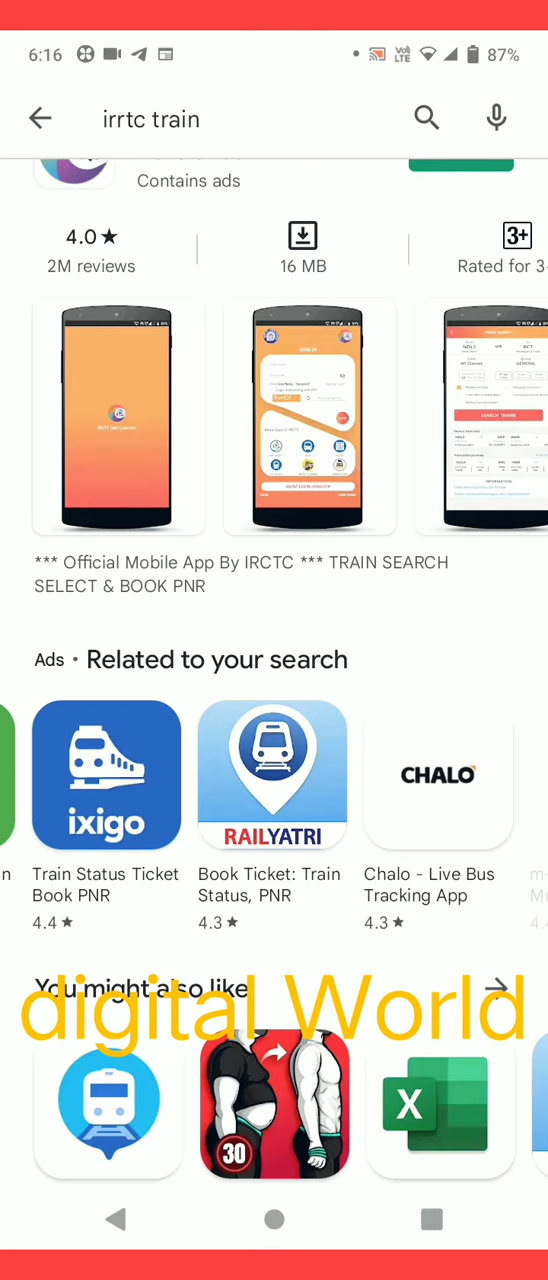 6:16
Vo)
LTE
87%
irrtc train
Contains ads
4.0★
2M reviews
16 MB
3+
Rated for 3+
*** Official Mobile App By IRCTC *** TRAIN SEARCH
SELECT & BOOK PNR
Ads • Related to your search
ixigo
RAILYATRI
CHALO
n
Train Status Ticket
Book PNR
4.4 ★
Book Ticket: Train
Status, PNR
4.3 ★
Chalo - Live Bus
Tracking App
4.3 ★
You might also like
digital World
30
X